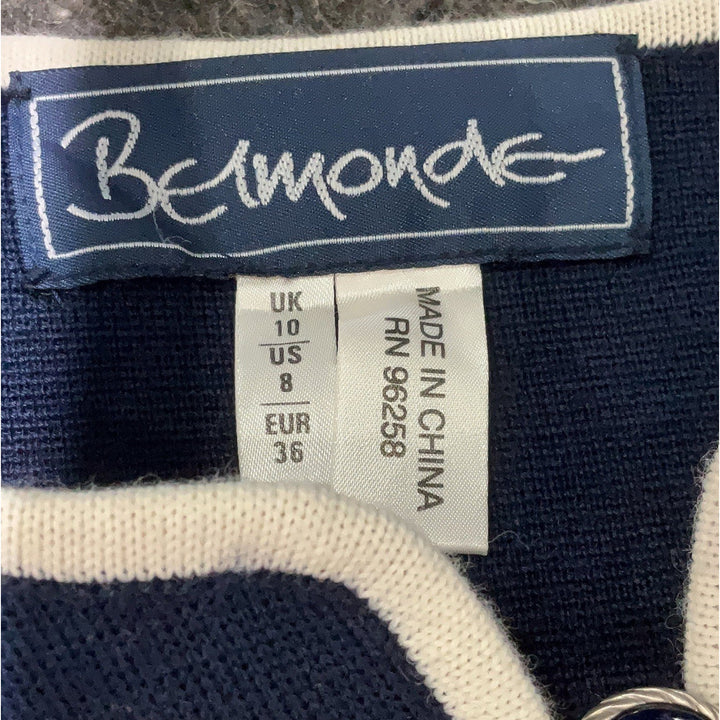 Belmonde
UK
10
US
8
EUR
36
MADE IN CHINA
RN 96258